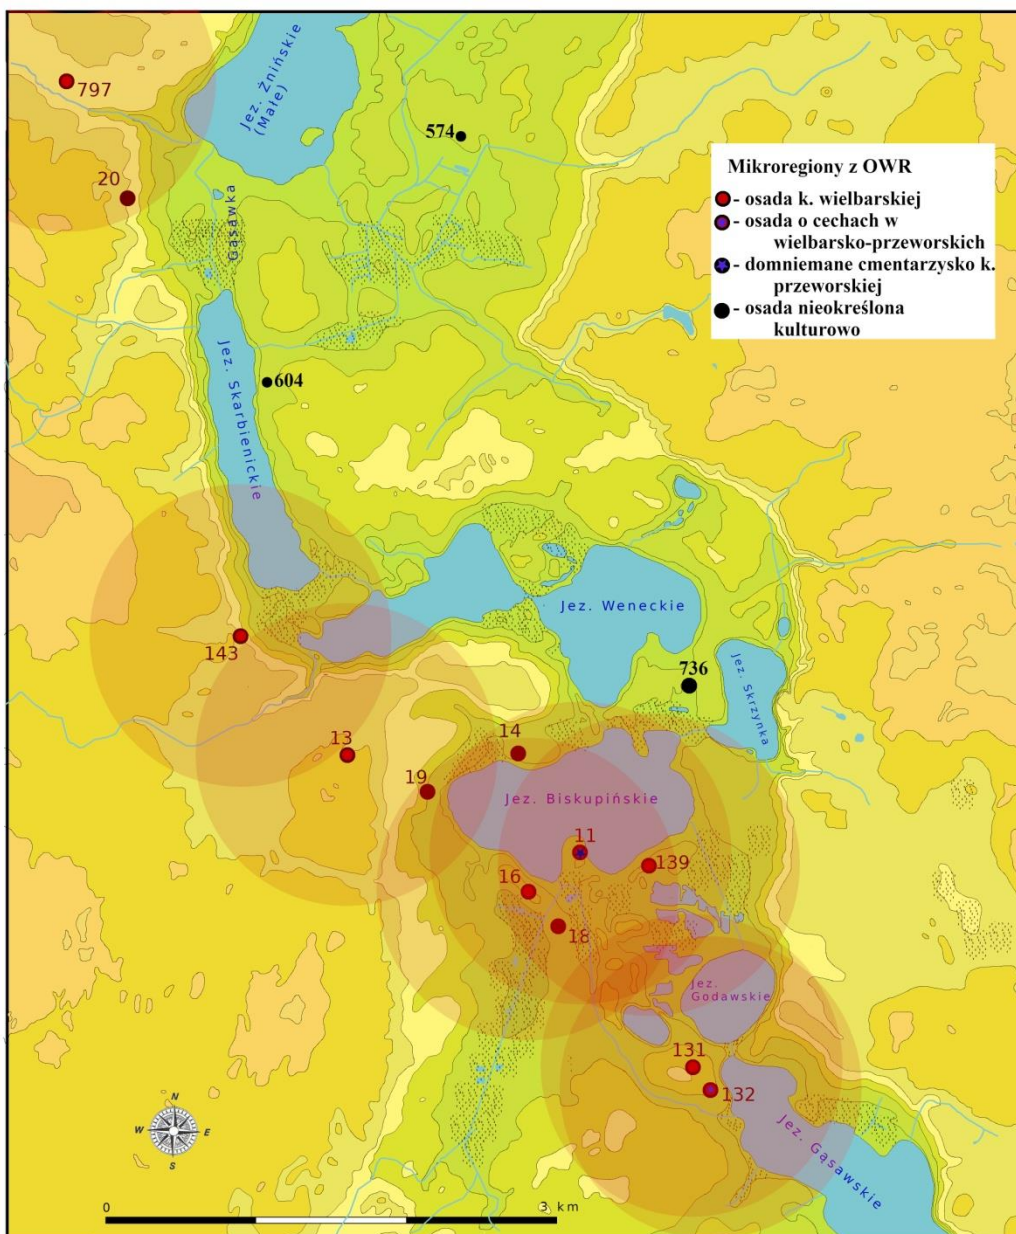 797
Jez. Żnińskie
(Małe)
574
20
Gąsawka
Mikroregiony z OWR
- osada k. wielbarskiej
- osada o cechach w
wielbarsko-przeworskich
- domniemane cmentarzysko k.
przeworskiej
- osada nieokreślona
kulturowo
Jez. Skarbienickie
604
Jez. Weneckie
143
736
Jez. Skrzynka
13
14
19
Jez. Biskupińskie
11
139
16
18
Jez.
Godawskie
131
132
Jez. Gąsawskie
N
W E
S
0 3 km